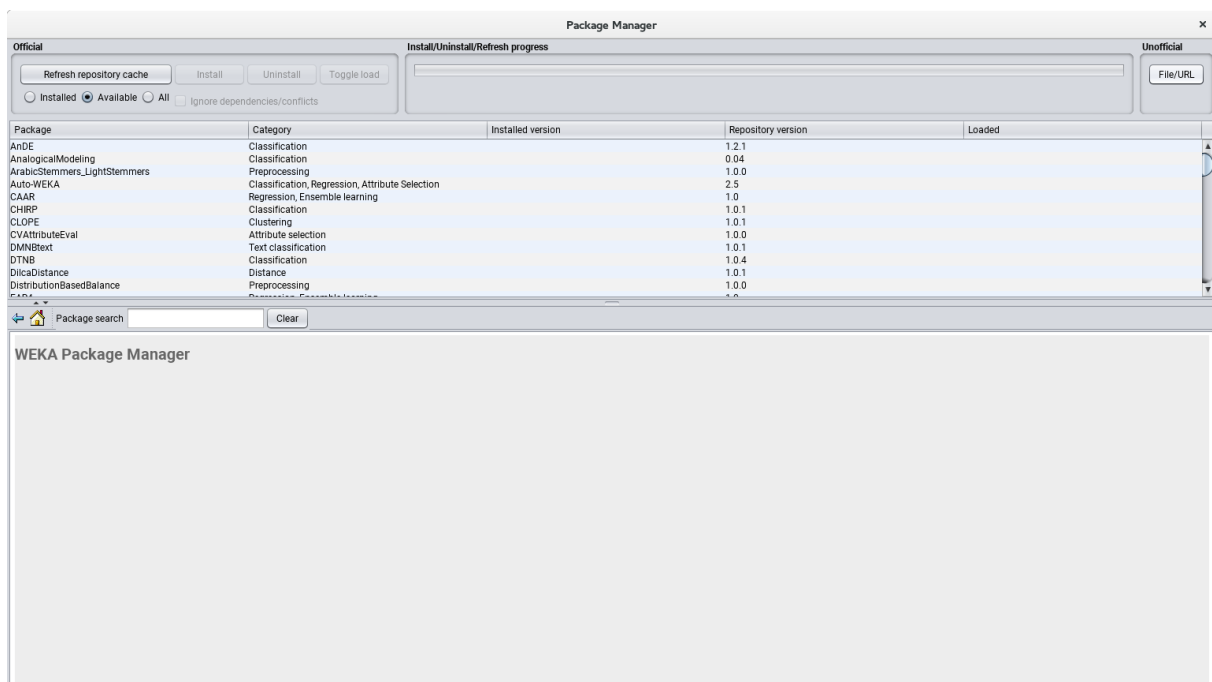 Package Manager ×
Official Install/Uninstall/Refresh progress Unofficial
Refresh repository cache Install Uninstall Toggle load File/URL
Installed Available All Ignore dependencies/conflicts
Package Category Installed version Repository version Loaded
AnDE Classification 1.2.1
AnalogicalModeling Classification 0.04
ArabicStemmers_LightStemmers Preprocessing 1.0.0
Auto-WEKA Classification, Regression, Attribute Selection 2.5
CAAR Regression, Ensemble learning 1.0
CHIRP Classification 1.0.1
CLOPE Clustering 1.0.1
CVAttributeEval Attribute selection 1.0.0
DMNBtext Text classification 1.0.1
DTNB Classification 1.0.4
DilcaDistance Distance 1.0.1
DistributionBasedBalance Preprocessing 1.0.0
Regression, Ensemble learning 1.0
Package search Clear
WEKA Package Manager